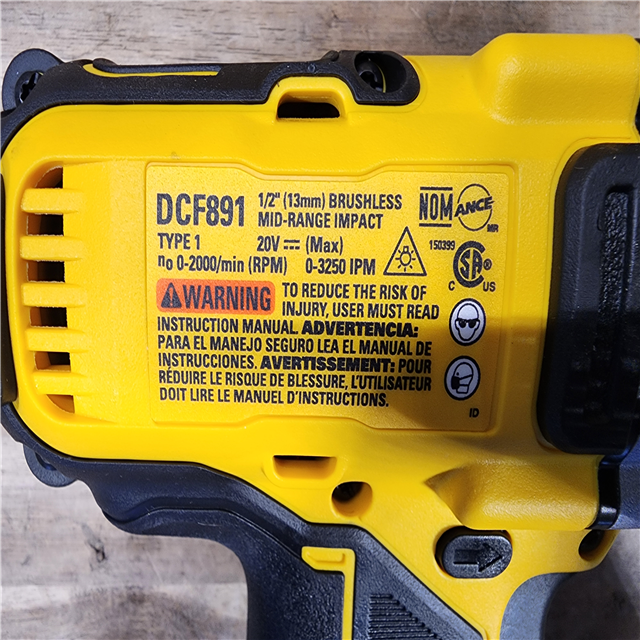 DCF891 1/2" (13mm) BRUSHLESS
MID-RANGE IMPACT
NOM ANCE
MR
TYPE 1 20V ⎓ (Max)
150399
n₀ 0-2000/min (RPM) 0-3250 IPM
C SA ® US
WARNING TO REDUCE THE RISK OF
INJURY, USER MUST READ
INSTRUCTION MANUAL ADVERTENCIA:
PARA EL MANEJO SEGURO LEA EL MANUAL DE
INSTRUCCIONES. AVERTISSEMENT: POUR
RÉDUIRE LE RISQUE DE BLESSURE, L'UTILISATEUR
DOIT LIRE LE MANUEL D'INSTRUCTIONS.
ID